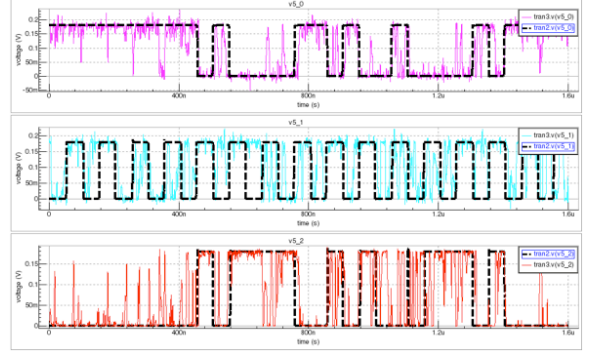 v5_0
0.2
0.15
0.1
50m
0
-50m
voltage (V)
tran3.v(v5_0)
tran2.v(v5_0)
0 400n 800n 1.2u 1.6u
time (s)
v5_1
0.2
0.15
0.1
50m
0
voltage (V)
tran3.v(v5_1)
tran2.v(v5_1)
0 400n 800n 1.2u 1.6u
time (s)
v5_2
0.15
0.1
50m
0
voltage (V)
tran2.v(v5_2)
tran3.v(v5_2)
0 400n 800n 1.2u 1.6u
time (s)